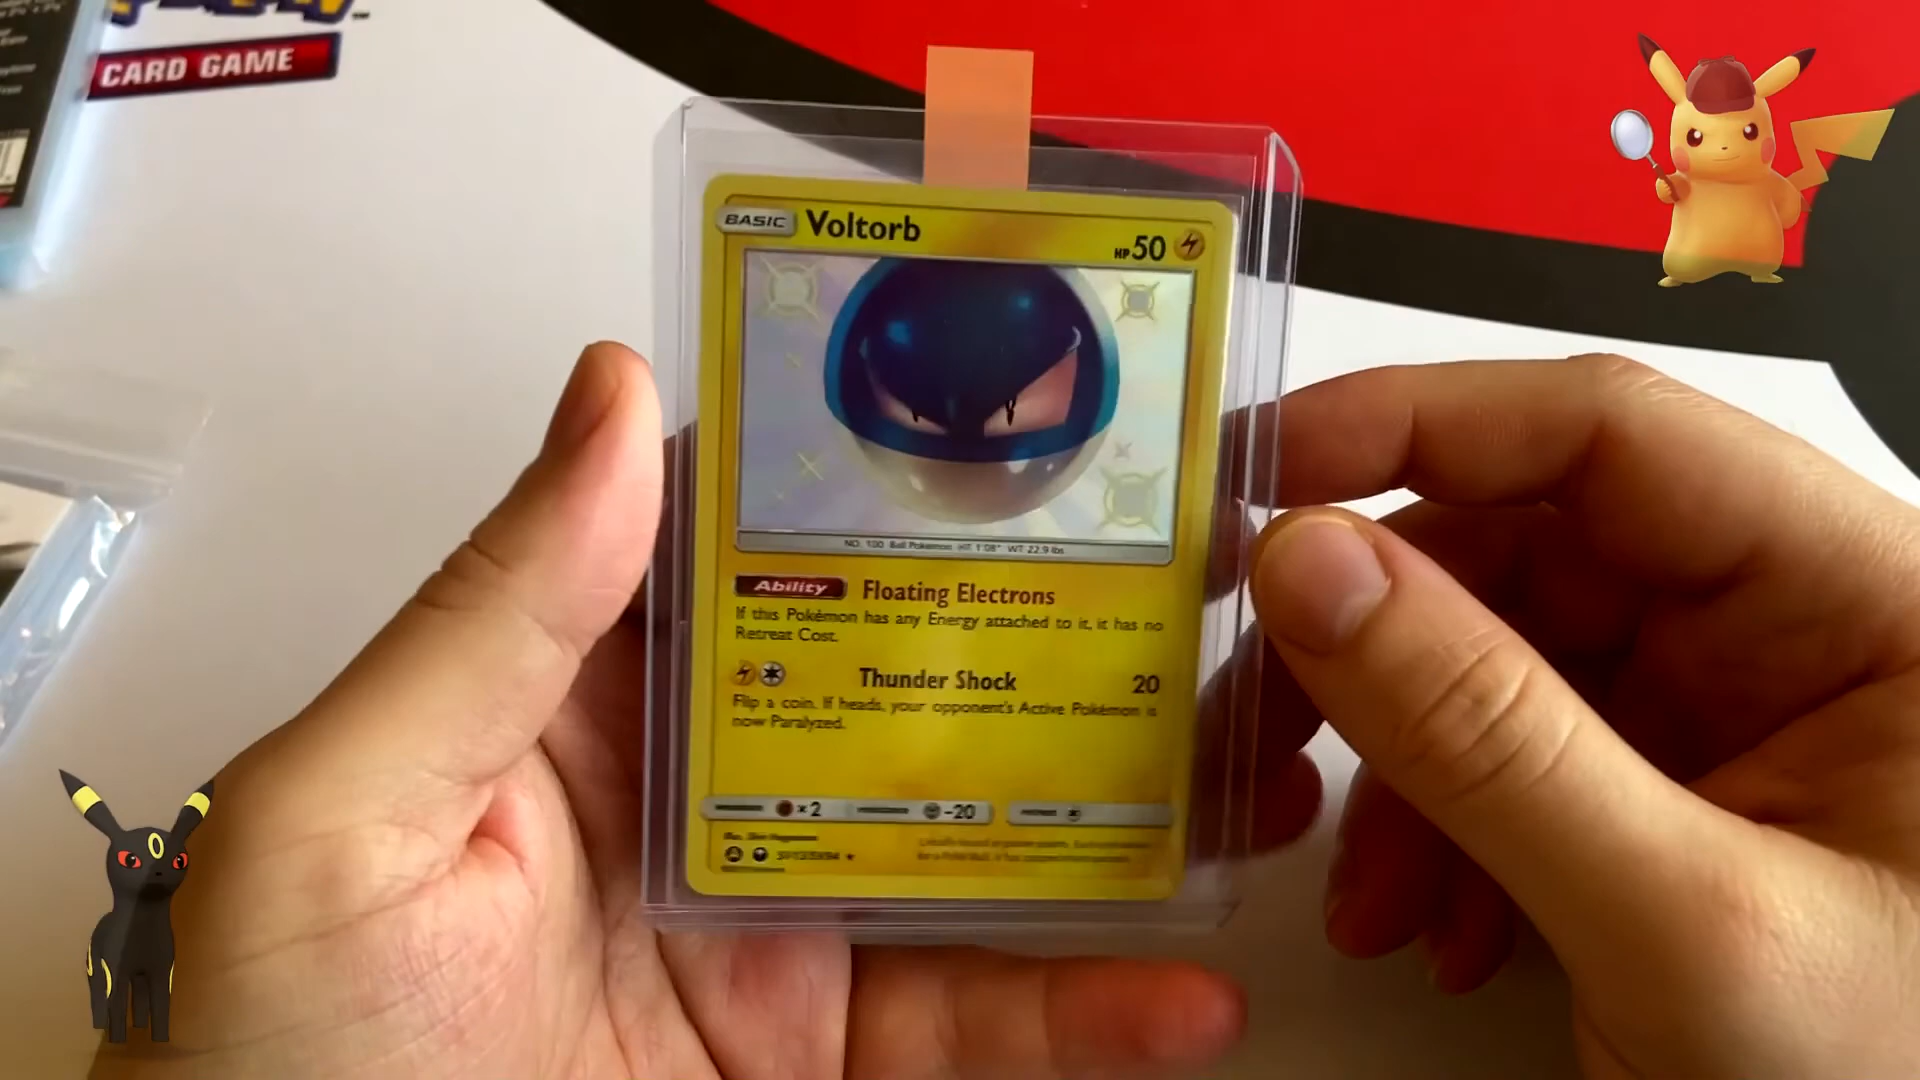 CARD GAME
BASIC Voltorb HP 50
NO. 100 Ball Pokémon HT 1'08" WT 22.9 lbs
Ability Floating Electrons
If this Pokémon has any Energy attached to it, it has no
Retreat Cost.
Thunder Shock 20
Flip a coin. If heads, your opponent's Active Pokémon is
now Paralyzed.
×2 -20